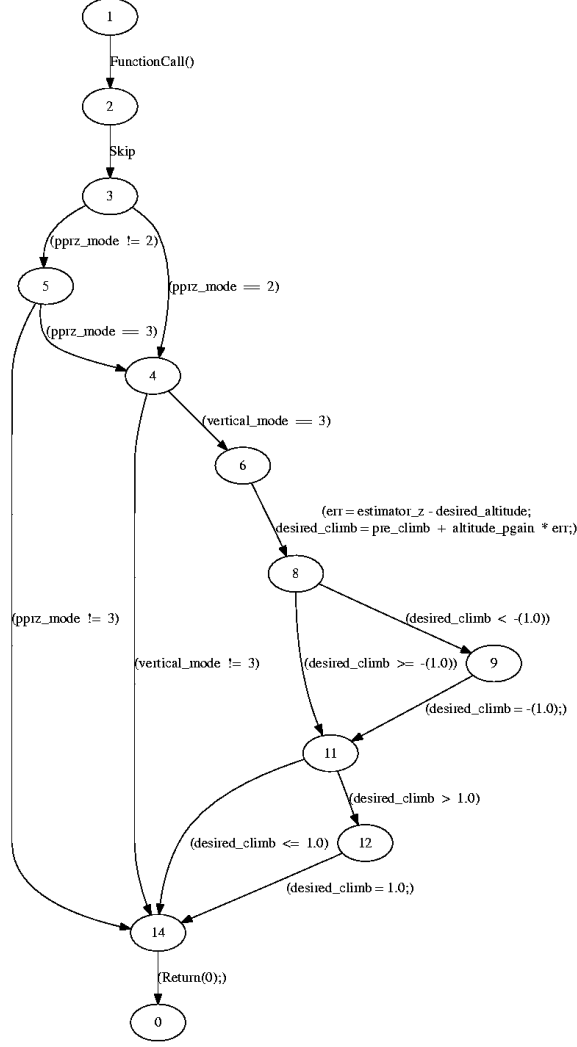 1
FunctionCall()
2
Skip
3
(pprz_mode != 2)
5
(pprz_mode == 2)
(pprz_mode == 3)
4
(vertical_mode == 3)
6
(err = estimator_z - desired_altitude;
desired_climb = pre_climb + altitude_pgain * err;)
8
(pprz_mode != 3)
(desired_climb < -(1.0))
(vertical_mode != 3)
(desired_climb >= -(1.0))
9
(desired_climb = -(1.0);)
11
(desired_climb > 1.0)
(desired_climb <= 1.0)
12
(desired_climb = 1.0;)
14
(Return(0);)
0